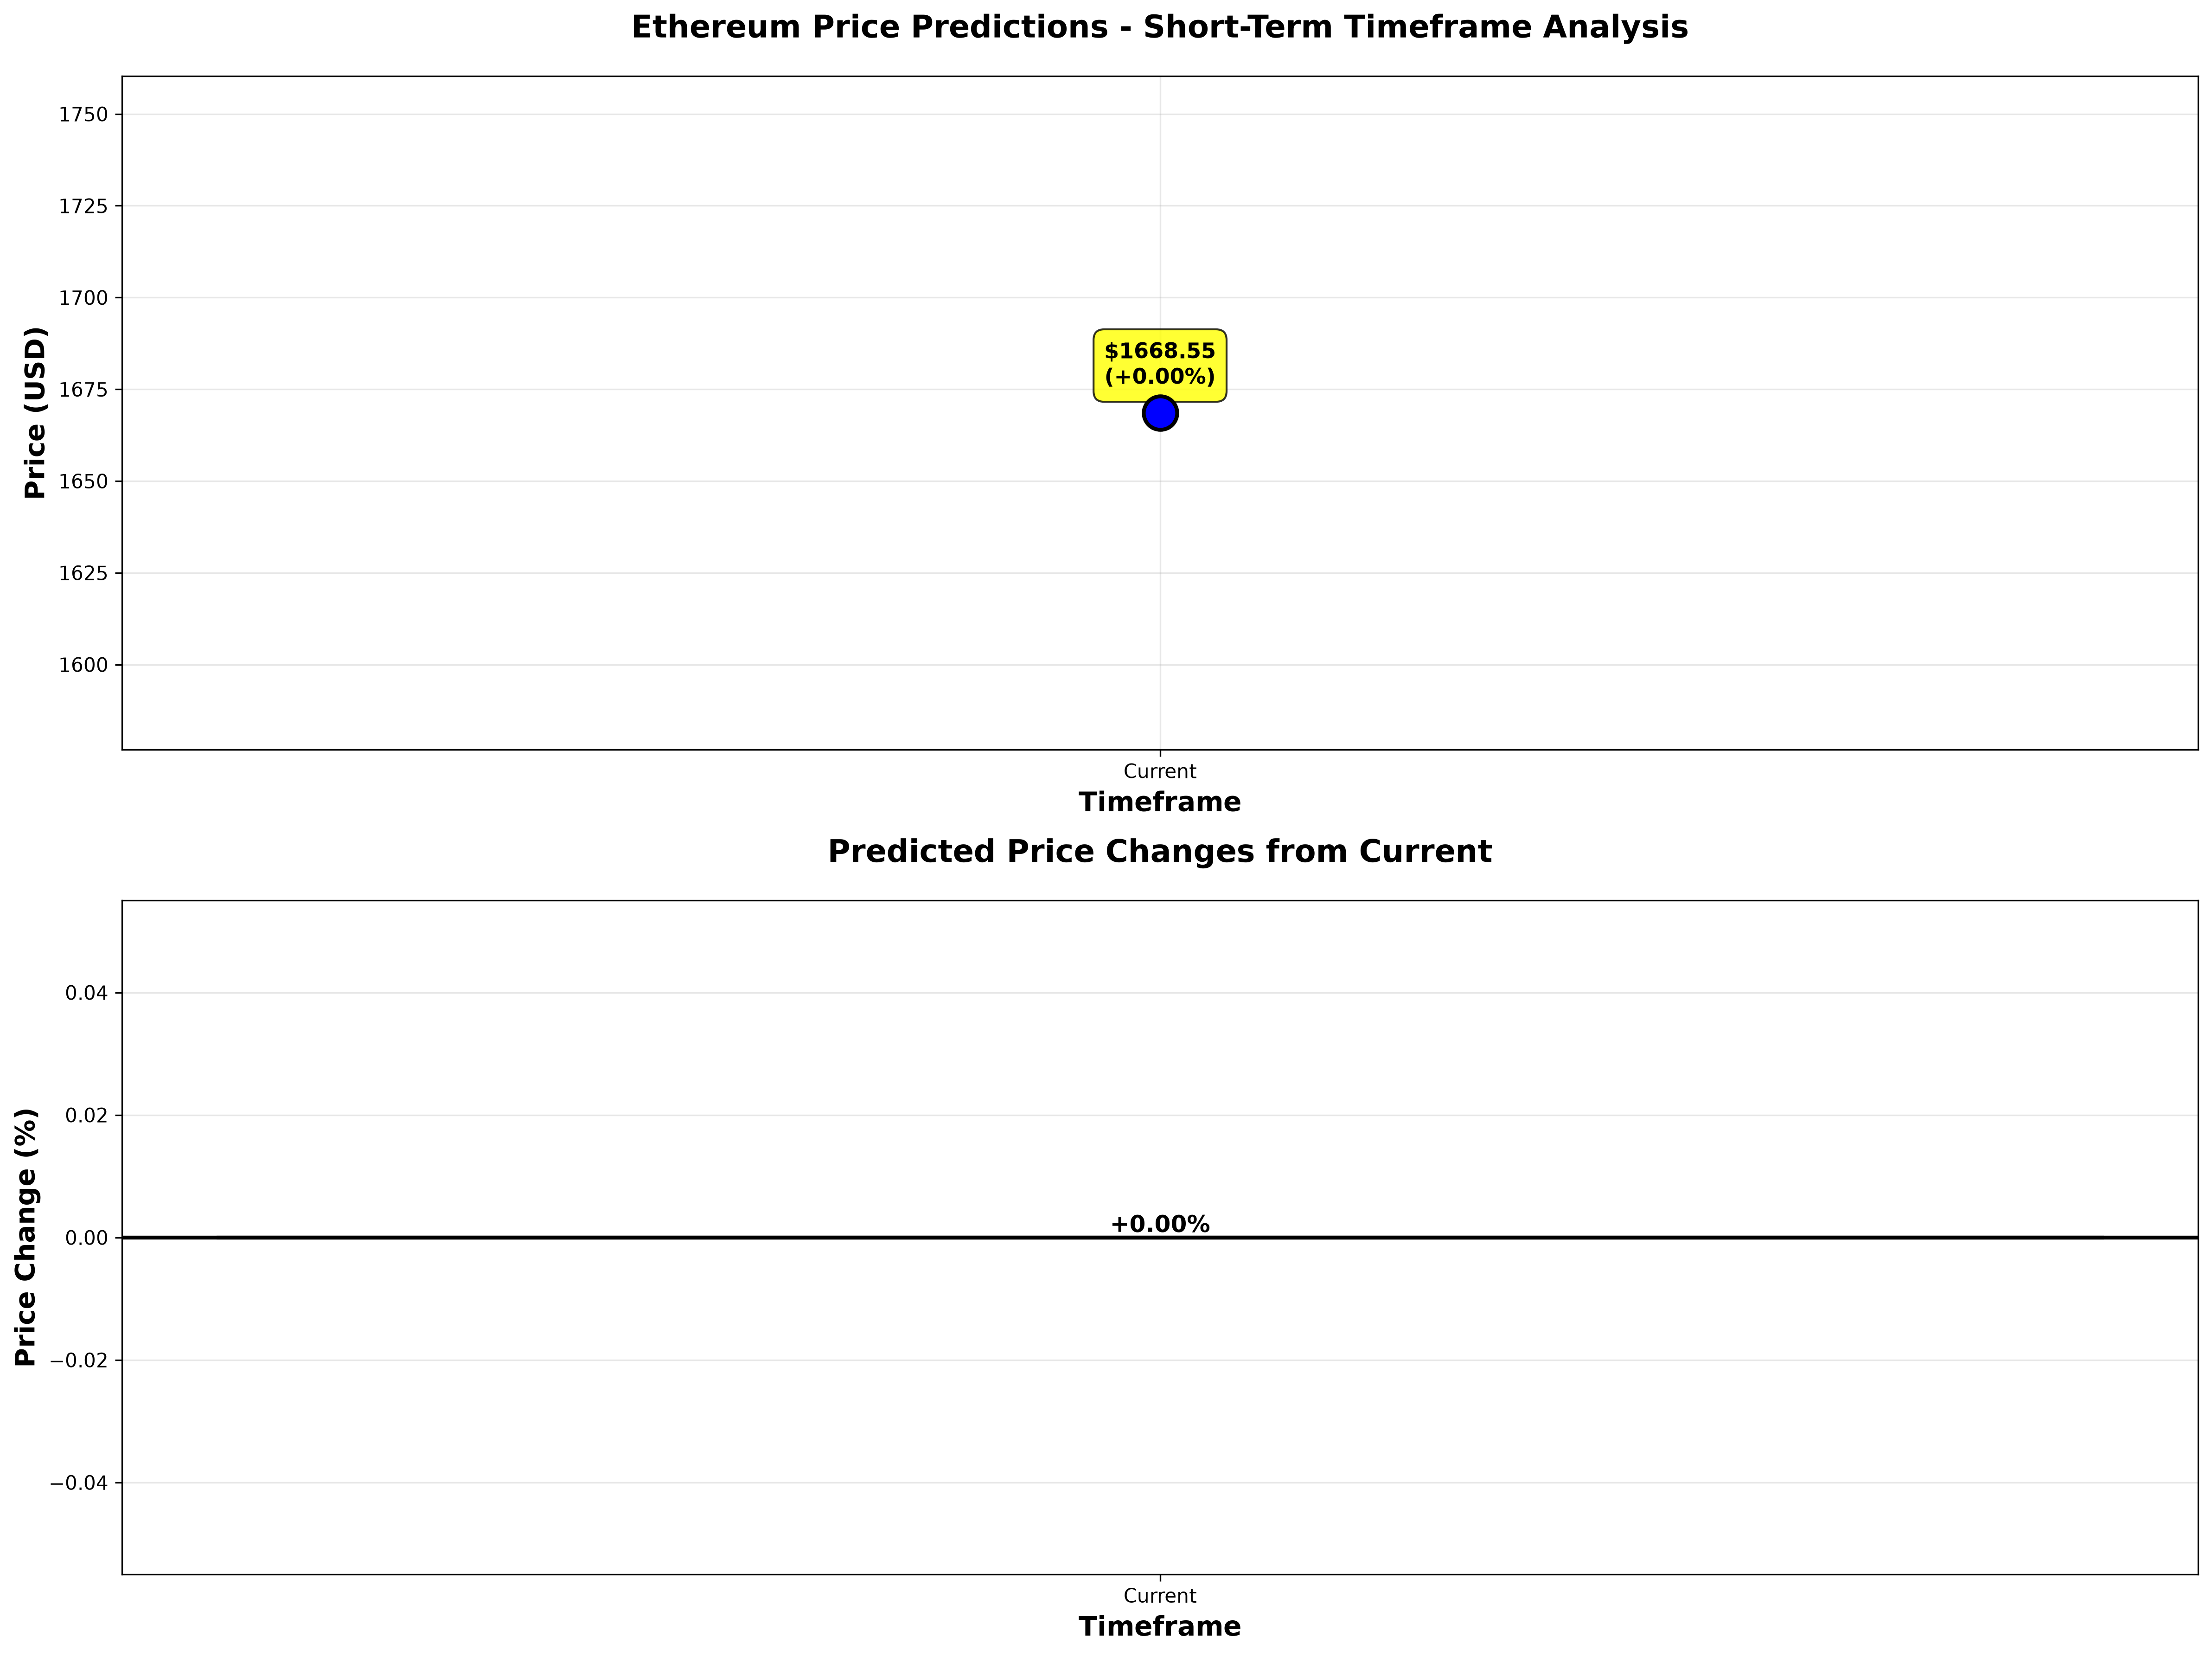 Ethereum Price Predictions - Short-Term Timeframe Analysis
Price (USD)
1750
1725
1700
1675
1650
1625
1600
$1668.55
(+0.00%)
Current
Timeframe
Predicted Price Changes from Current
Price Change (%)
0.04
0.02
0.00
−0.02
−0.04
+0.00%
Current
Timeframe